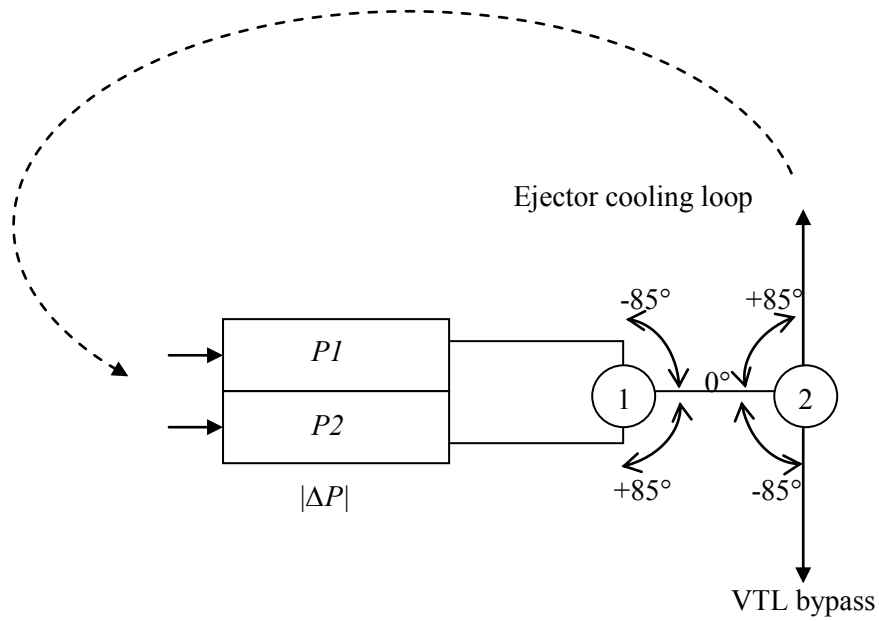 Ejector cooling loop
-85°
+85°
P1
0°
1
2
P2
+85°
-85°
|ΔP|
VTL bypass